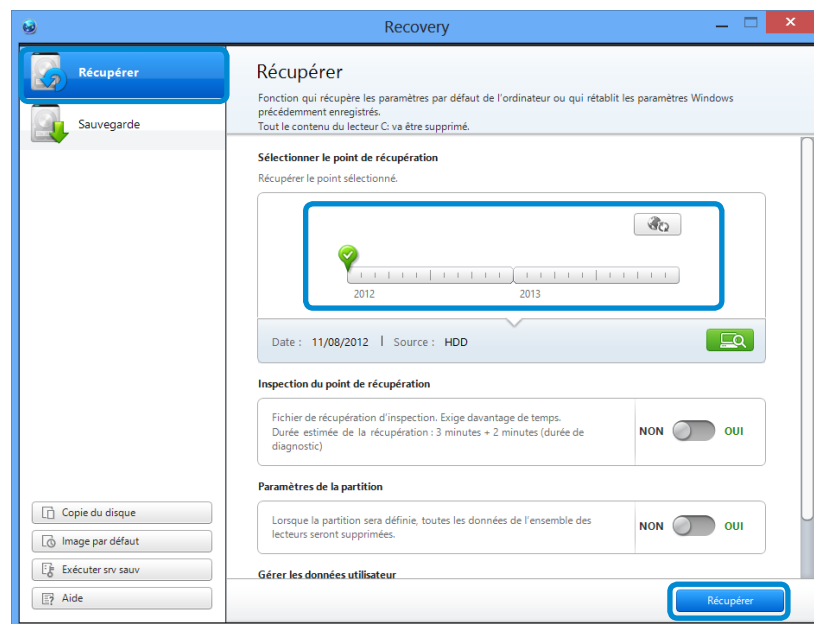 Recovery
Récupérer
Sauvegarde
Copie du disque
Image par défaut
Exécuter srv sauv
Aide
Récupérer
Fonction qui récupère les paramètres par défaut de l'ordinateur ou qui rétablit les paramètres Windows
précédemment enregistrés.
Tout le contenu du lecteur C: va être supprimé.
Sélectionner le point de récupération
Récupérer le point sélectionné.
2012 2013
Date : 11/08/2012 | Source : HDD
Inspection du point de récupération
Fichier de récupération d'inspection. Exige davantage de temps.
Durée estimée de la récupération : 3 minutes + 2 minutes (durée de
diagnostic)
NON OUI
Paramètres de la partition
Lorsque la partition sera définie, toutes les données de l'ensemble des
lecteurs seront supprimées.
NON OUI
Gérer les données utilisateur
Récupérer